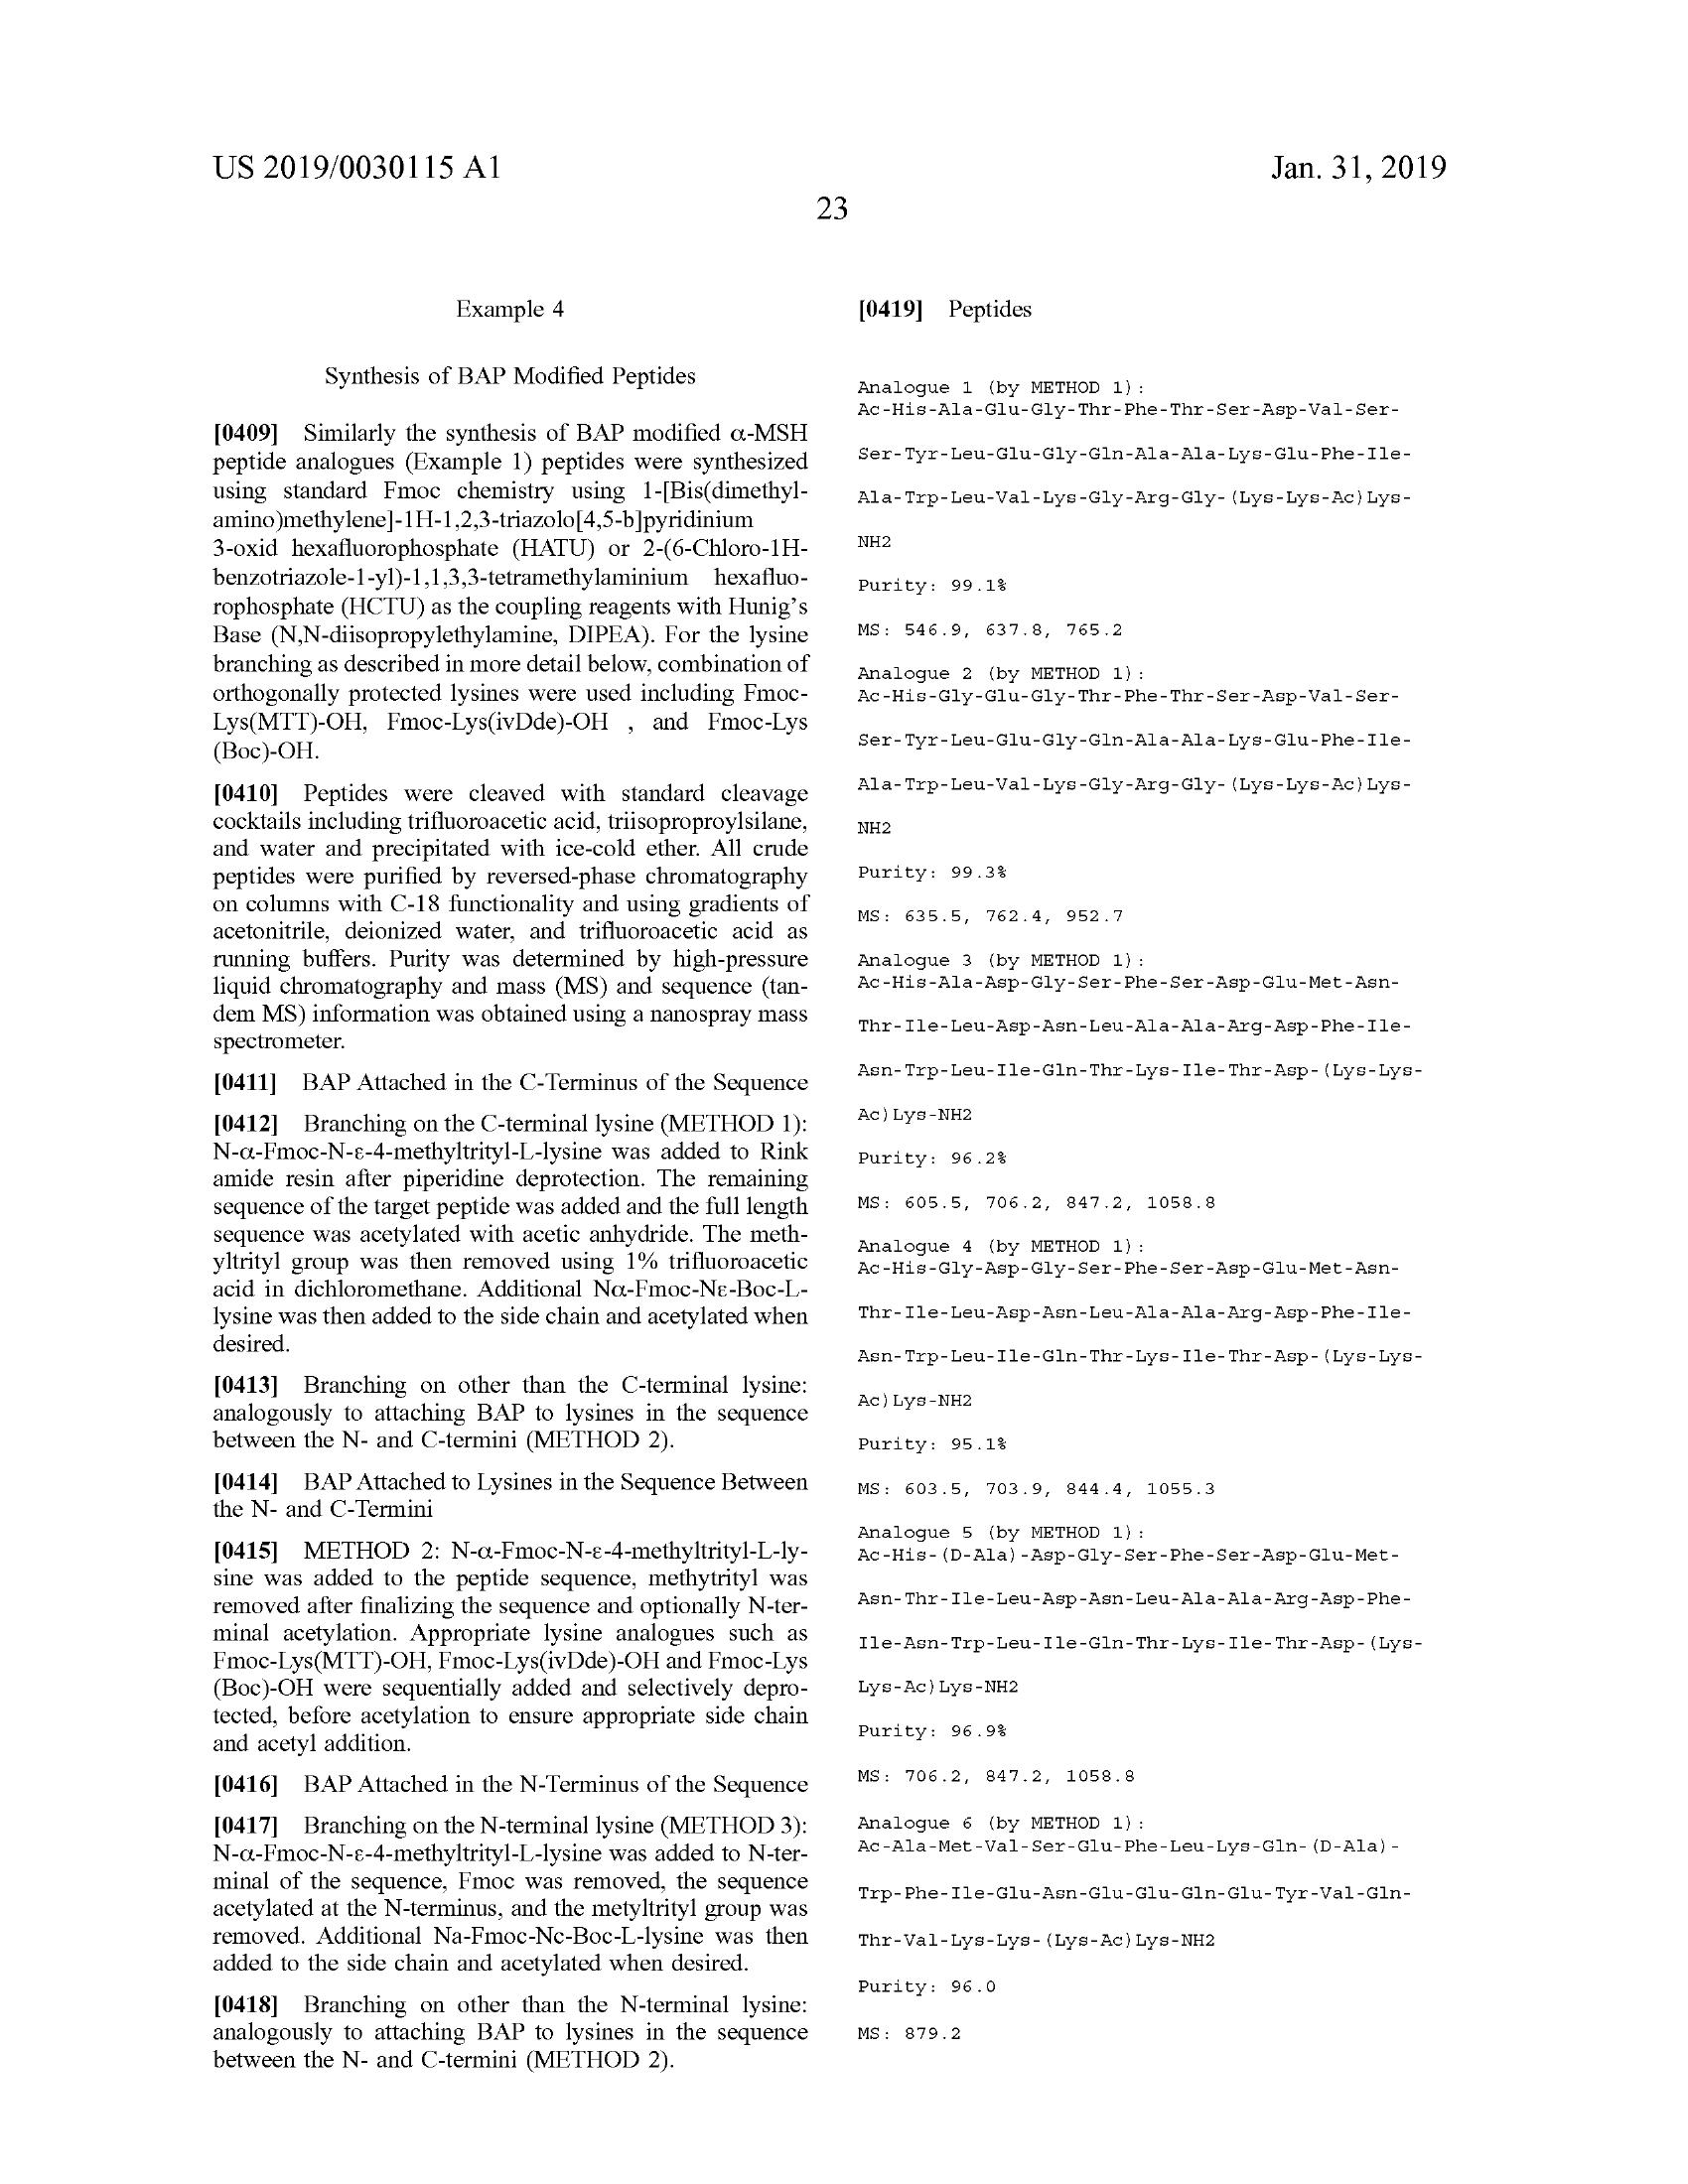 US 2019/0030115 A1
Jan. 31, 2019
23
Example 4
Synthesis of BAP Modified Peptides
[0409] Similarly the synthesis of BAP modified α-MSH
peptide analogues (Example 1) peptides were synthesized
using standard Fmoc chemistry using 1-[Bis(dimethyl-
amino)methylene]-1H-1,2,3-triazolo[4,5-b]pyridinium
3-oxid hexafluorophosphate (HATU) or 2-(6-Chloro-1H-
benzotriazole-1-yl)-1,1,3,3-tetramethylaminium hexafluo-
rophosphate (HCTU) as the coupling reagents with Hunig's
Base (N,N-diisopropylethylamine, DIPEA). For the lysine
branching as described in more detail below, combination of
orthogonally protected lysines were used including Fmoc-
Lys(MTT)-OH, Fmoc-Lys(ivDde)-OH , and Fmoc-Lys
(Boc)-OH.
[0410] Peptides were cleaved with standard cleavage
cocktails including trifluoroacetic acid, triisoproproylsilane,
and water and precipitated with ice-cold ether. All crude
peptides were purified by reversed-phase chromatography
on columns with C-18 functionality and using gradients of
acetonitrile, deionized water, and trifluoroacetic acid as
running buffers. Purity was determined by high-pressure
liquid chromatography and mass (MS) and sequence (tan-
dem MS) information was obtained using a nanospray mass
spectrometer.
[0411] BAP Attached in the C-Terminus of the Sequence
[0412] Branching on the C-terminal lysine (METHOD 1):
N-α-Fmoc-N-ε-4-methyltrityl-L-lysine was added to Rink
amide resin after piperidine deprotection. The remaining
sequence of the target peptide was added and the full length
sequence was acetylated with acetic anhydride. The meth-
yltrityl group was then removed using 1% trifluoroacetic
acid in dichloromethane. Additional Nα-Fmoc-Nε-Boc-L-
lysine was then added to the side chain and acetylated when
desired.
[0413] Branching on other than the C-terminal lysine:
analogously to attaching BAP to lysines in the sequence
between the N- and C-termini (METHOD 2).
[0414] BAP Attached to Lysines in the Sequence Between
the N- and C-Termini
[0415] METHOD 2: N-α-Fmoc-N-ε-4-methyltrityl-L-ly-
sine was added to the peptide sequence, methytrityl was
removed after finalizing the sequence and optionally N-ter-
minal acetylation. Appropriate lysine analogues such as
Fmoc-Lys(MTT)-OH, Fmoc-Lys(ivDde)-OH and Fmoc-Lys
(Boc)-OH were sequentially added and selectively depro-
tected, before acetylation to ensure appropriate side chain
and acetyl addition.
[0416] BAP Attached in the N-Terminus of the Sequence
[0417] Branching on the N-terminal lysine (METHOD 3):
N-α-Fmoc-N-ε-4-methyltrityl-L-lysine was added to N-ter-
minal of the sequence, Fmoc was removed, the sequence
acetylated at the N-terminus, and the metyltrityl group was
removed. Additional Na-Fmoc-Nc-Boc-L-lysine was then
added to the side chain and acetylated when desired.
[0418] Branching on other than the N-terminal lysine:
analogously to attaching BAP to lysines in the sequence
between the N- and C-termini (METHOD 2).
[0419] Peptides
Analogue 1 (by METHOD 1):
Ac-His-Ala-Glu-Gly-Thr-Phe-Thr-Ser-Asp-Val-Ser-
Ser-Tyr-Leu-Glu-Gly-Gln-Ala-Ala-Lys-Glu-Phe-Ile-
Ala-Trp-Leu-Val-Lys-Gly-Arg-Gly-(Lys-Lys-Ac)Lys-
NH2
Purity: 99.1%
MS: 546.9, 637.8, 765.2
Analogue 2 (by METHOD 1):
Ac-His-Gly-Glu-Gly-Thr-Phe-Thr-Ser-Asp-Val-Ser-
Ser-Tyr-Leu-Glu-Gly-Gln-Ala-Ala-Lys-Glu-Phe-Ile-
Ala-Trp-Leu-Val-Lys-Gly-Arg-Gly-(Lys-Lys-Ac)Lys-
NH2
Purity: 99.3%
MS: 635.5, 762.4, 952.7
Analogue 3 (by METHOD 1):
Ac-His-Ala-Asp-Gly-Ser-Phe-Ser-Asp-Glu-Met-Asn-
Thr-Ile-Leu-Asp-Asn-Leu-Ala-Ala-Arg-Asp-Phe-Ile-
Asn-Trp-Leu-Ile-Gln-Thr-Lys-Ile-Thr-Asp-(Lys-Lys-
Ac)Lys-NH2
Purity: 96.2%
MS: 605.5, 706.2, 847.2, 1058.8
Analogue 4 (by METHOD 1):
Ac-His-Gly-Asp-Gly-Ser-Phe-Ser-Asp-Glu-Met-Asn-
Thr-Ile-Leu-Asp-Asn-Leu-Ala-Ala-Arg-Asp-Phe-Ile-
Asn-Trp-Leu-Ile-Gln-Thr-Lys-Ile-Thr-Asp-(Lys-Lys-
Ac)Lys-NH2
Purity: 95.1%
MS: 603.5, 703.9, 844.4, 1055.3
Analogue 5 (by METHOD 1):
Ac-His-(D-Ala)-Asp-Gly-Ser-Phe-Ser-Asp-Glu-Met-
Asn-Thr-Ile-Leu-Asp-Asn-Leu-Ala-Ala-Arg-Asp-Phe-
Ile-Asn-Trp-Leu-Ile-Gln-Thr-Lys-Ile-Thr-Asp-(Lys-
Lys-Ac)Lys-NH2
Purity: 96.9%
MS: 706.2, 847.2, 1058.8
Analogue 6 (by METHOD 1):
Ac-Ala-Met-Val-Ser-Glu-Phe-Leu-Lys-Gln-(D-Ala)-
Trp-Phe-Ile-Glu-Asn-Glu-Glu-Gln-Glu-Tyr-Val-Gln-
Thr-Val-Lys-Lys-(Lys-Ac)Lys-NH2
Purity: 96.0
MS: 879.2